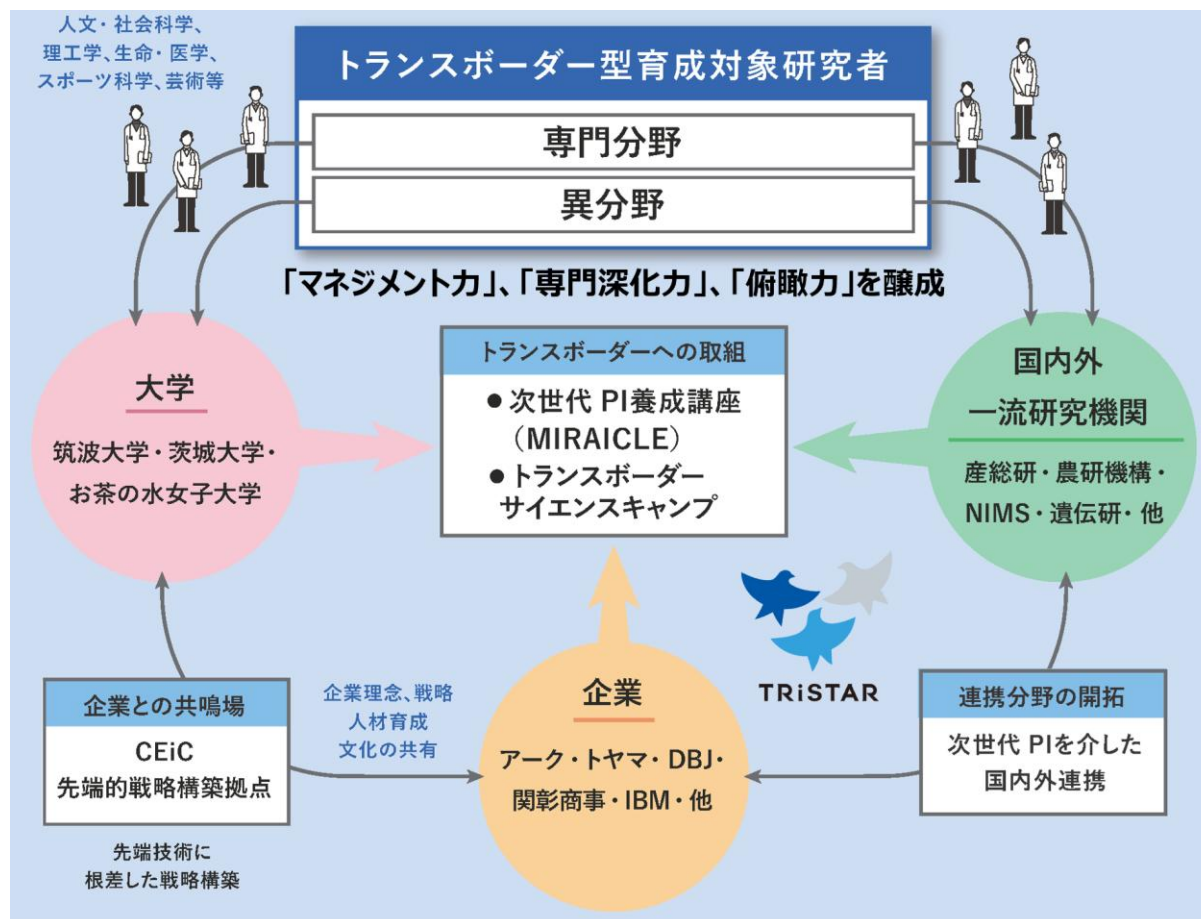 人文・社会科学、
理工学、生命・医学、
スポーツ科学、芸術等
トランスボーダー型育成対象研究者
専門分野
異分野
「マネジメント力」、「専門深化力」、「俯瞰力」を醸成
大学
筑波大学・茨城大学・
お茶の水女子大学
トランスボーダーへの取組
● 次世代 PI養成講座
（MIRAICLE）
● トランスボーダー
サイエンスキャンプ
国内外
一流研究機関
産総研・農研機構・
NIMS・遺伝研・他
企業との共鳴場
CEiC
先端的戦略構築拠点
先端技術に
根差した戦略構築
企業理念、戦略
人材育成
文化の共有
企業
アーク・トヤマ・DBJ・
関彰商事・IBM・他
TRiSTAR
連携分野の開拓
次世代 PIを介した
国内外連携